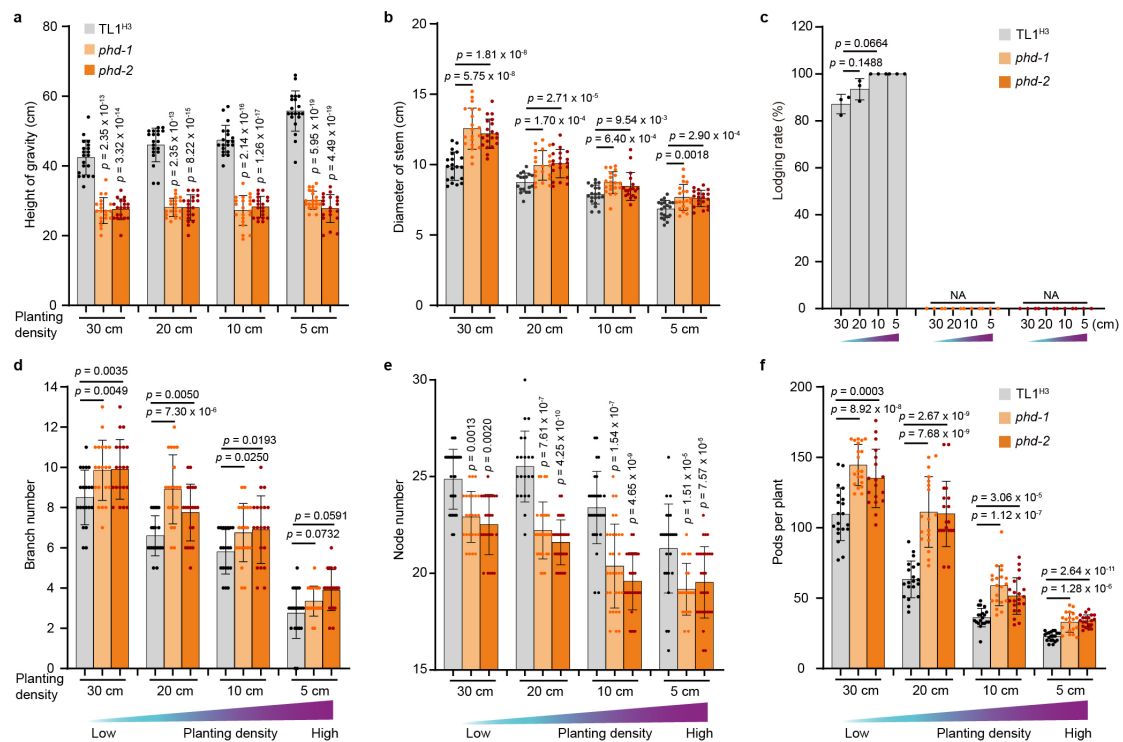 a
80
60
40
20
0
Height of gravity (cm)
TL1H3
phd-1
phd-2
p = 2.35 x 10-13
p = 3.32 x 10-14
p = 2.35 x 10-13
p = 8.22 x 10-15
p = 2.14 x 10-16
p = 1.26 x 10-17
p = 5.95 x 10-19
p = 4.49 x 10-19
Planting density
30 cm
20 cm
10 cm
5 cm
b
20
15
10
5
0
Diameter of stem (cm)
p = 1.81 x 10-8
p = 5.75 x 10-8
p = 2.71 x 10-5
p = 1.70 x 10-4
p = 9.54 x 10-3
p = 6.40 x 10-4
p = 2.90 x 10-4
p = 0.0018
30 cm
20 cm
10 cm
5 cm
c
120
100
80
60
40
20
0
Lodging rate (%)
p = 0.0664
p = 0.1488
TL1H3
phd-1
phd-2
NA
NA
30 20 10 5
30 20 10 5
30 20 10 5 (cm)
d
14
12
10
8
6
4
2
0
Branch number
p = 0.0035
p = 0.0049
p = 0.0050
p = 7.30 x 10-6
p = 0.0193
p = 0.0250
p = 0.0591
p = 0.0732
Planting density
30 cm
20 cm
10 cm
5 cm
Low
Planting density
High
e
30
25
20
15
Node number
p = 0.0013
p = 0.0020
p = 7.61 x 10-7
p = 4.25 x 10-10
p = 1.54 x 10-7
p = 4.65 x 10-9
p = 1.51 x 10-5
p = 7.57 x 10-5
30 cm
20 cm
10 cm
5 cm
Low
Planting density
High
f
200
150
100
50
0
Pods per plant
p = 0.0003
p = 8.92 x 10-8
p = 2.67 x 10-9
p = 7.68 x 10-9
p = 3.06 x 10-5
p = 1.12 x 10-7
p = 2.64 x 10-11
p = 1.28 x 10-6
TL1H3
phd-1
phd-2
30 cm
20 cm
10 cm
5 cm
Low
Planting density
High